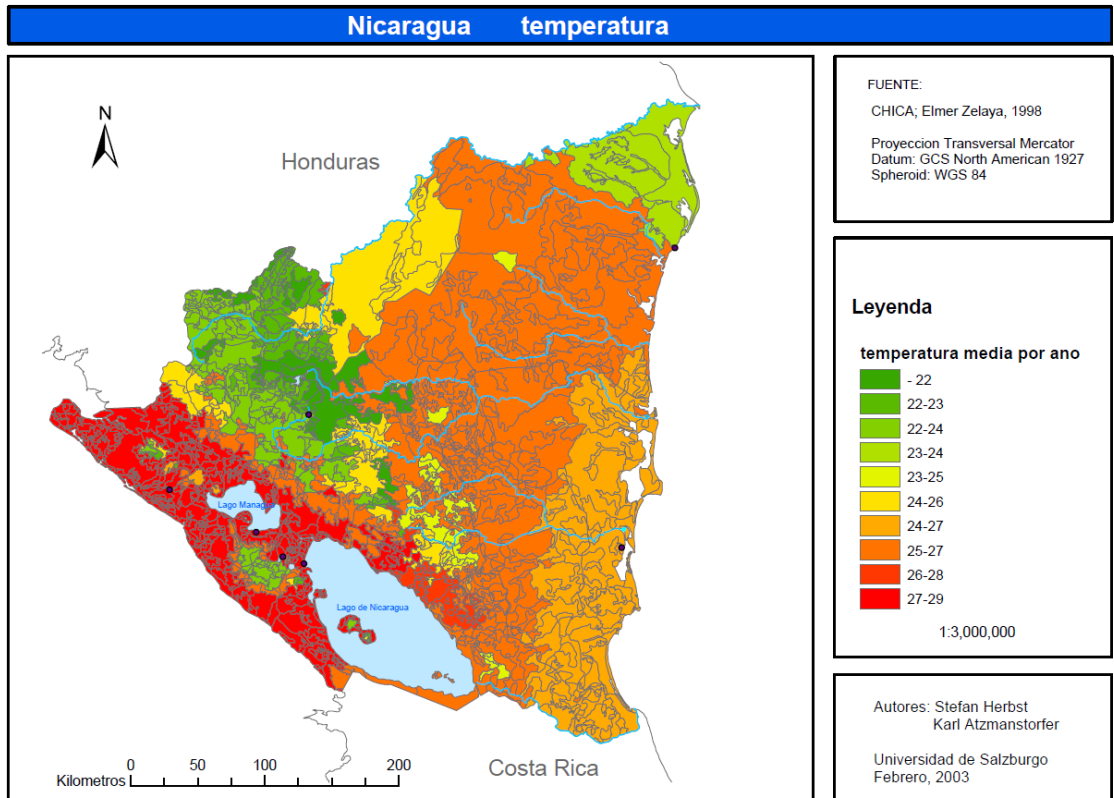 Nicaragua temperatura
N
Honduras
Lago Managua
Lago de Nicaragua
Costa Rica
0 50 100 200
Kilometros
FUENTE:
CHICA; Elmer Zelaya, 1998
Proyeccion Transversal Mercator
Datum: GCS North American 1927
Spheroid: WGS 84
Leyenda
temperatura media por ano
- 22
22-23
22-24
23-24
23-25
24-26
24-27
25-27
26-28
27-29
1:3,000,000
Autores: Stefan Herbst
Karl Atzmanstorfer
Universidad de Salzburgo
Febrero, 2003